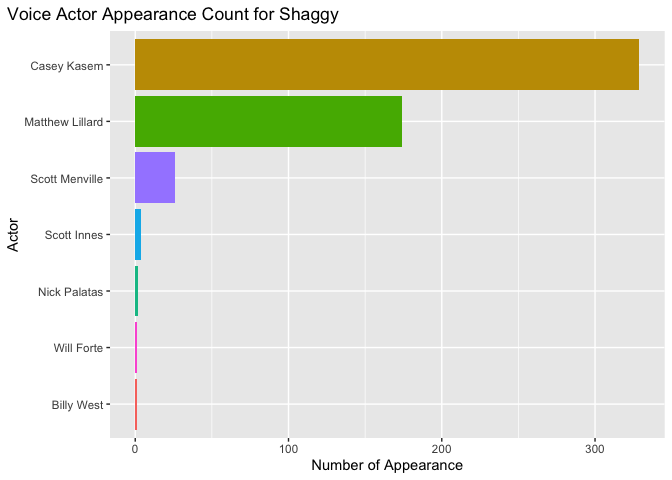 Voice Actor Appearance Count for Shaggy
Casey Kasem
Matthew Lillard
Scott Menville
Scott Innes
Nick Palatas
Will Forte
Billy West
Actor
0 100 200 300
Number of Appearance